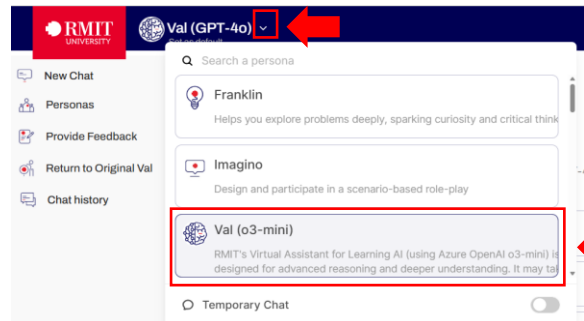 RMIT
UNIVERSITY
Val (GPT-4o)
Set as default
Search a persona
New Chat
Personas
Provide Feedback
Return to Original Val
Chat history
Franklin
Helps you explore problems deeply, sparking curiosity and critical think
Imagino
Design and participate in a scenario-based role-play
Val (o3-mini)
RMIT's Virtual Assistant for Learning AI (using Azure OpenAI o3-mini) is
designed for advanced reasoning and deeper understanding. It may tak
Temporary Chat